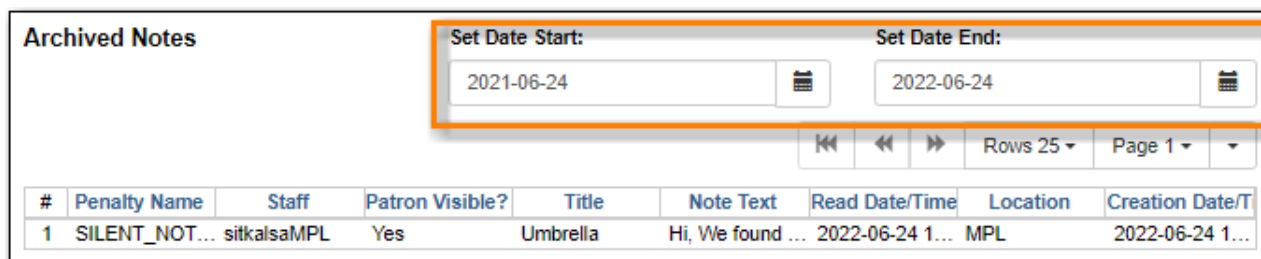 Archived Notes Set Date Start: Set Date End:
2021-06-24 2022-06-24
Rows 25 Page 1
# Penalty Name Staff Patron Visible? Title Note Text Read Date/Time Location Creation Date/T
1 SILENT_NOT... sitkalsaMPL Yes Umbrella Hi, We found ... 2022-06-24 1... MPL 2022-06-24 1...